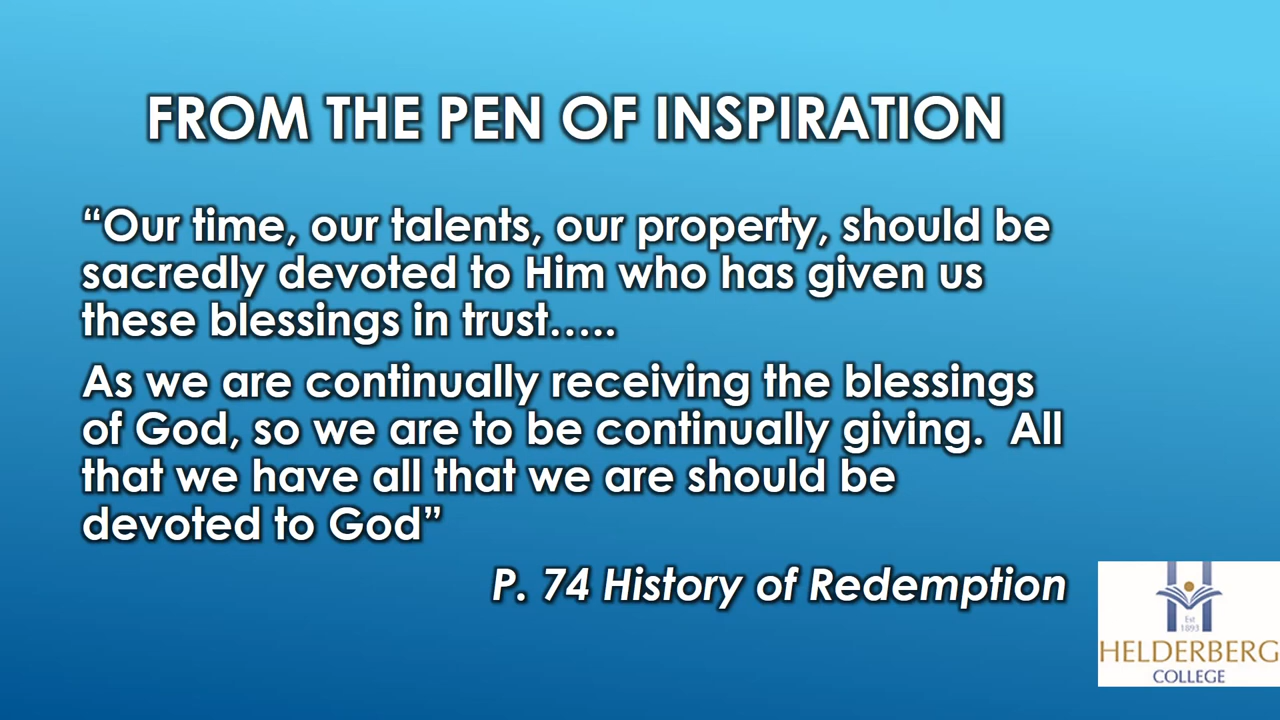 FROM THE PEN OF INSPIRATION
“Our time, our talents, our property, should be
sacredly devoted to Him who has given us
these blessings in trust.....
As we are continually receiving the blessings
of God, so we are to be continually giving.  All
that we have all that we are should be
devoted to God”
P. 74 History of Redemption
Est
1893
HELDERBERG
COLLEGE